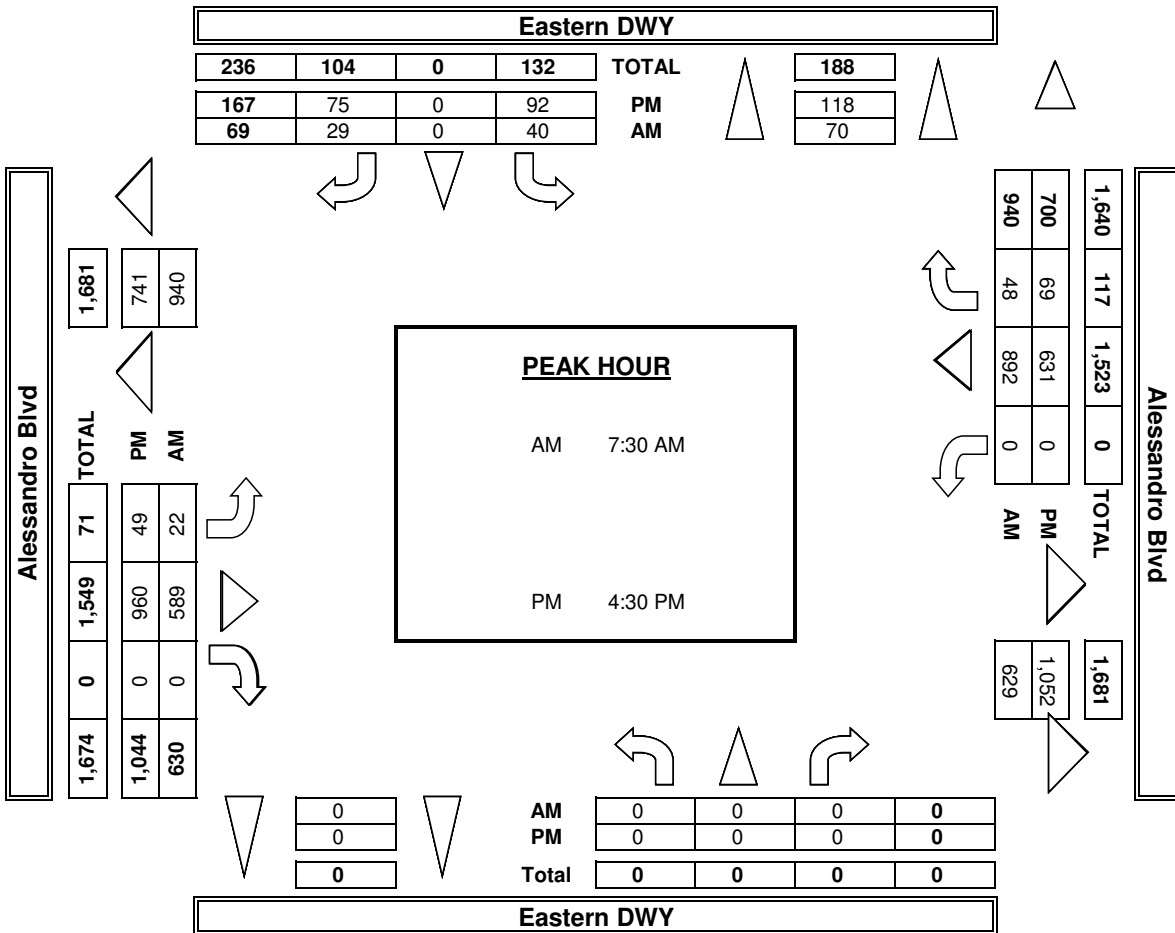 Eastern DWY
236 104 0 132 TOTAL 188
167 75 0 92 PM 118
69 29 0 40 AM 70
Alessandro Blvd
1,681
741
940
TOTAL
PM
AM
71 1,549 0 1,674
49 960 0 1,044
22 589 0 630
PEAK HOUR
AM 7:30 AM
PM 4:30 PM
1,640 117 1,523 0 TOTAL 1,681
700 69 631 0 PM 1,052
940 48 892 0 AM 629
Alessandro Blvd
0 AM 0 0 0 0
0 PM 0 0 0 0
0 Total 0 0 0 0
Eastern DWY